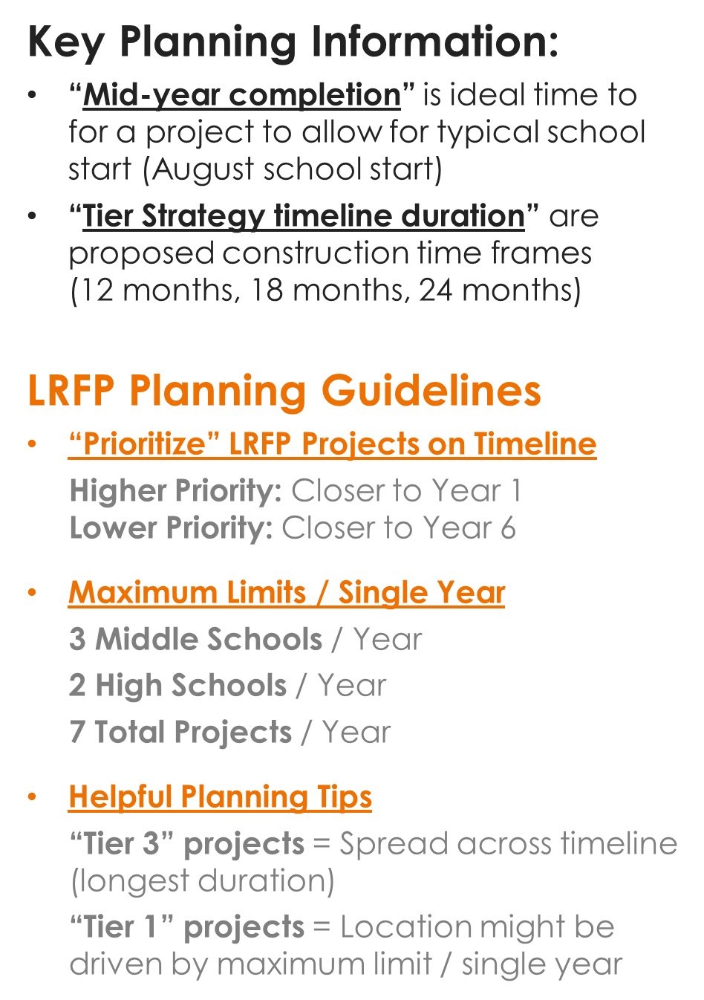 Key Planning Information:
• “Mid-year completion” is ideal time to
for a project to allow for typical school
start (August school start)
• “Tier Strategy timeline duration” are
proposed construction time frames
(12 months, 18 months, 24 months)
LRFP Planning Guidelines
• “Prioritize” LRFP Projects on Timeline
Higher Priority: Closer to Year 1
Lower Priority: Closer to Year 6
• Maximum Limits / Single Year
3 Middle Schools / Year
2 High Schools / Year
7 Total Projects / Year
• Helpful Planning Tips
“Tier 3” projects = Spread across timeline
(longest duration)
“Tier 1” projects = Location might be
driven by maximum limit / single year